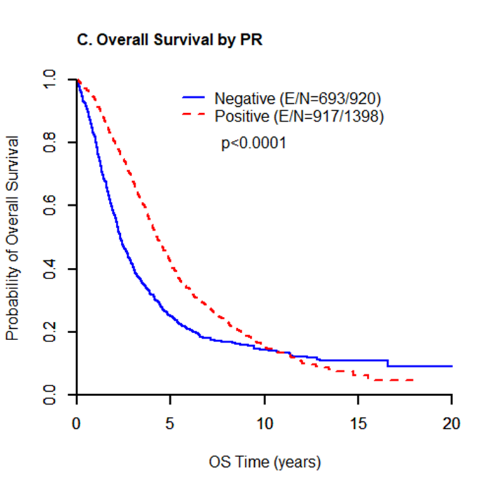 C. Overall Survival by PR
Negative (E/N=693/920)
Positive (E/N=917/1398)
p<0.0001
Probability of Overall Survival
1.0
0.8
0.6
0.4
0.2
0.0
0 5 10 15 20
OS Time (years)